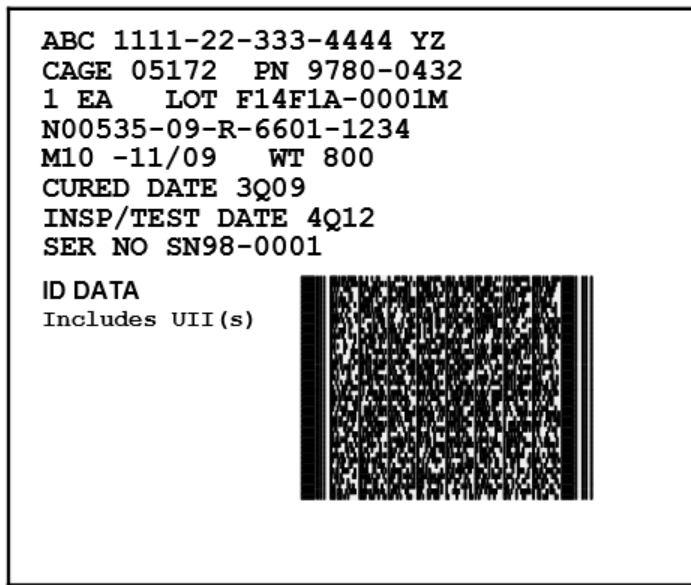 ABC 1111-22-333-4444 YZ
CAGE 05172 PN 9780-0432
1 EA LOT F14F1A-0001M
N00535-09-R-6601-1234
M10 -11/09 WT 800
CURED DATE 3Q09
INSP/TEST DATE 4Q12
SER NO SN98-0001
ID DATA
Includes UII(s)